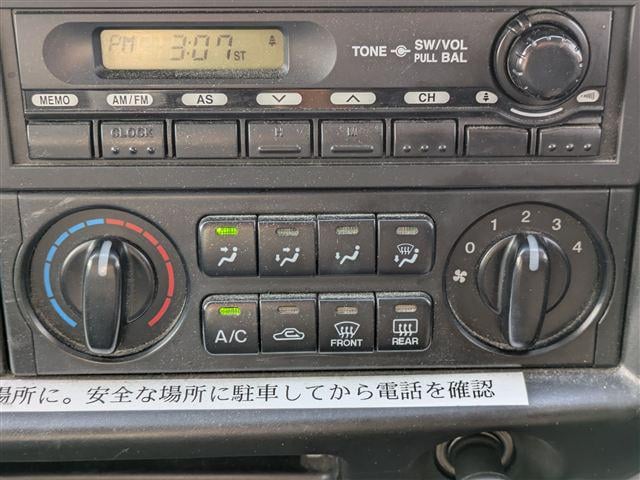 PM 3:07 ST
TONE SW/VOL
PULL BAL
MEMO AM/FM AS CH
CLOCK H M
0 1 2 3 4
A/C FRONT REAR
場所に。安全な場所に駐車してから電話を確認